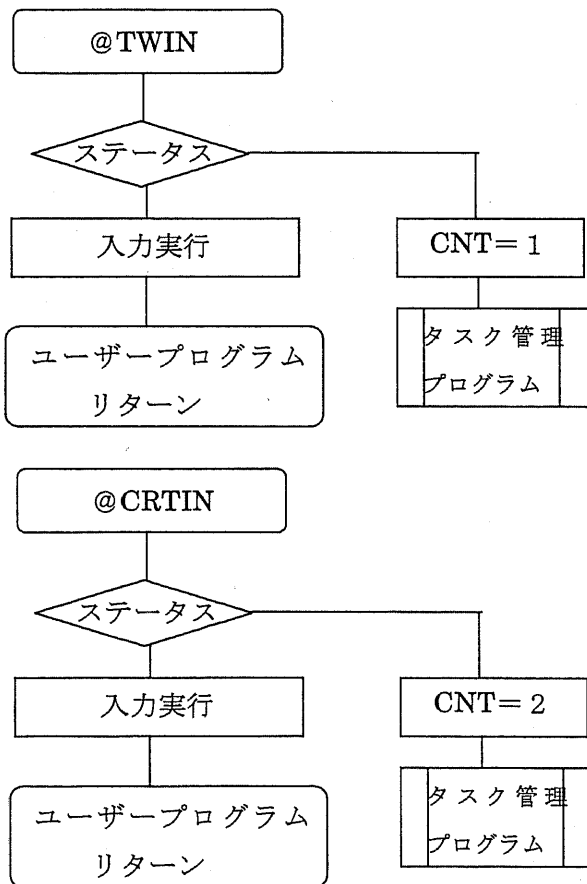 @TWIN
ステータス
入力実行
CNT=1
ユーザープログラム
リターン
タスク管理
プログラム
@CRTIN
ステータス
入力実行
CNT=2
ユーザープログラム
リターン
タスク管理
プログラム